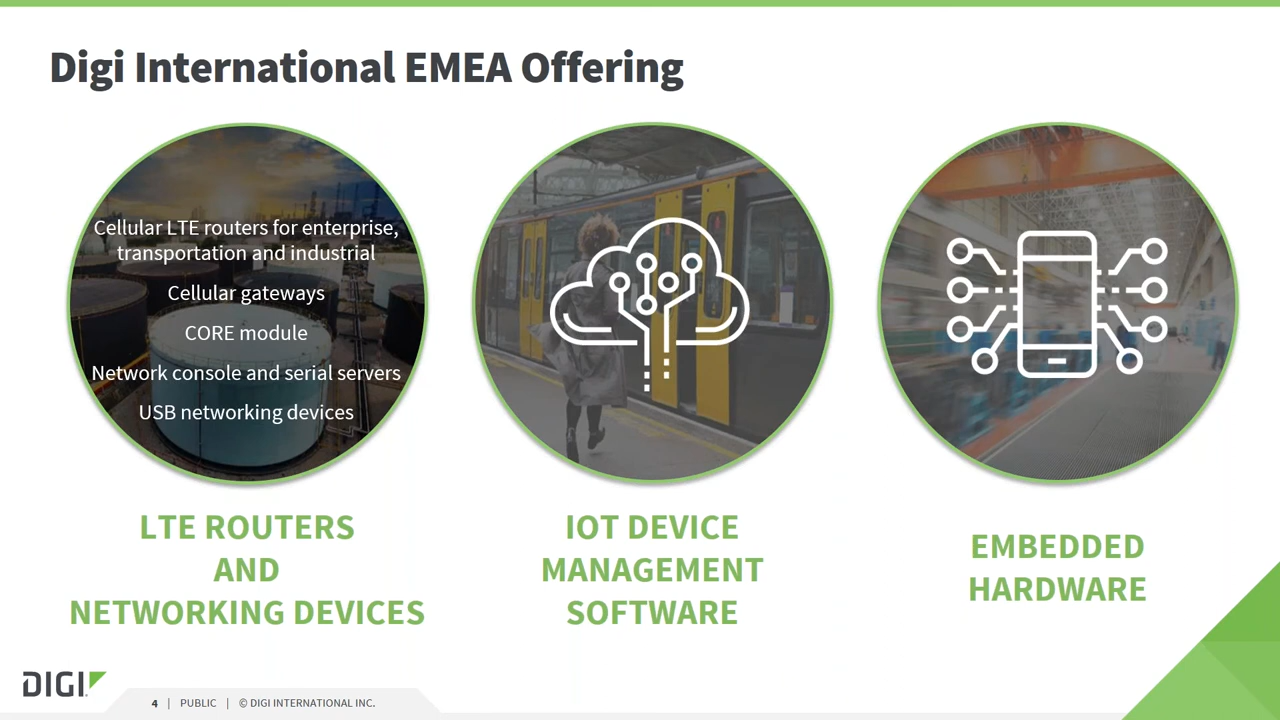 Digi International EMEA Offering
Cellular LTE routers for enterprise,
transportation and industrial
Cellular gateways
CORE module
Network console and serial servers
USB networking devices
LTE ROUTERS
AND
NETWORKING DEVICES
IOT DEVICE
MANAGEMENT
SOFTWARE
EMBEDDED
HARDWARE
DIGI
4 | PUBLIC | © DIGI INTERNATIONAL INC.